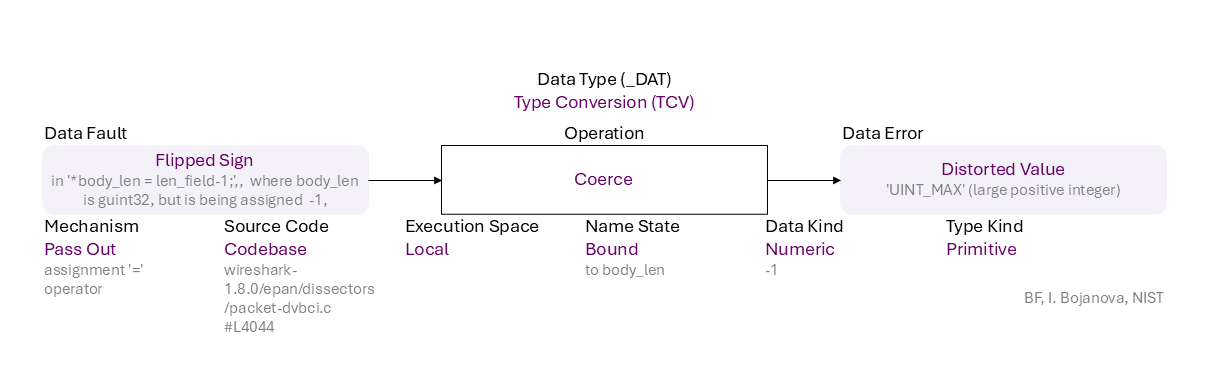 Data Type (_DAT)
Type Conversion (TCV)
Data Fault
Operation
Data Error
Flipped Sign
in '*body_len = len_field-1;',, where body_len
is guint32, but is being assigned -1,
Coerce
Distorted Value
'UINT_MAX' (large positive integer)
Mechanism
Pass Out
assignment '='
operator
Source Code
Codebase
wireshark-
1.8.0/epan/dissectors
/packet-dvbci.c
#L4044
Execution Space
Local
Name State
Bound
to body_len
Data Kind
Numeric
-1
Type Kind
Primitive
BF, I. Bojanova, NIST